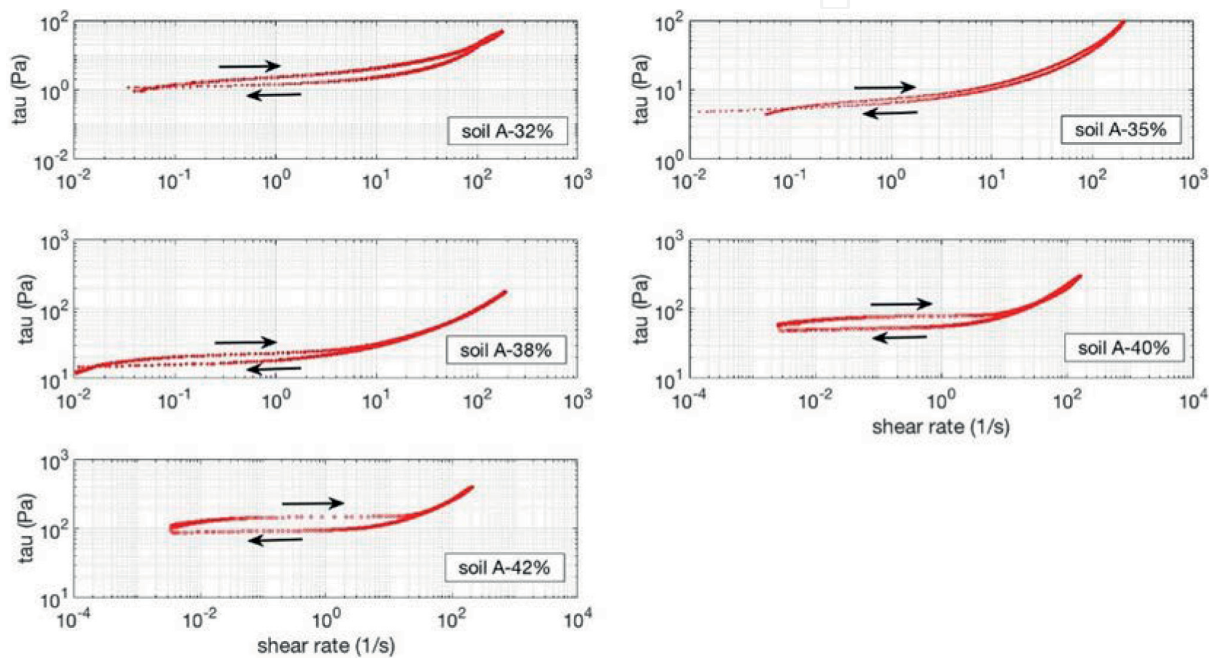 10^2
10^0
10^-2
tau (Pa)
soil A-32%
10^-2 10^-1 10^0 10^1 10^2 10^3
10^2
10^1
10^0
tau (Pa)
soil A-35%
10^-2 10^-1 10^0 10^1 10^2 10^3
10^3
10^2
10^1
tau (Pa)
soil A-38%
10^-2 10^-1 10^0 10^1 10^2 10^3
10^3
10^2
10^1
tau (Pa)
soil A-40%
10^-4 10^-2 10^0 10^2 10^4
shear rate (1/s)
10^3
10^2
10^1
tau (Pa)
soil A-42%
10^-4 10^-2 10^0 10^2 10^4
shear rate (1/s)